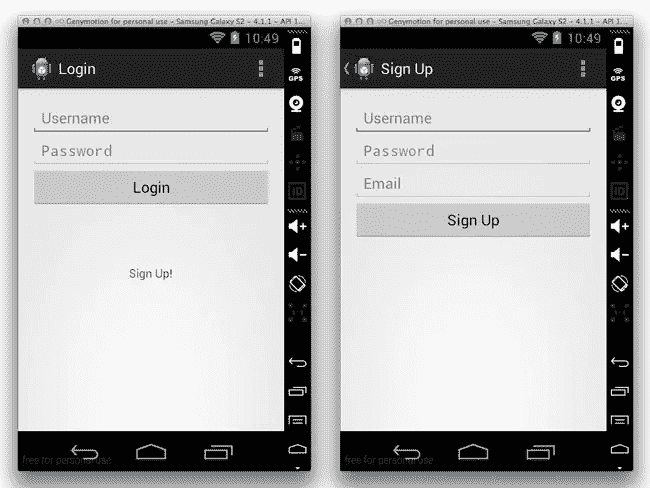 Genymotion for personal use - Samsung Galaxy S2 - 4.1.1 - API 1...
10:49
Login
GPS
Username
Password
Login
ID
Sign Up!
free for personal use
Genymotion for personal use - Samsung Galaxy S2 - 4.1.1 - API 1...
10:49
Sign Up
GPS
Username
Password
Email
ID
Sign Up
free for personal use